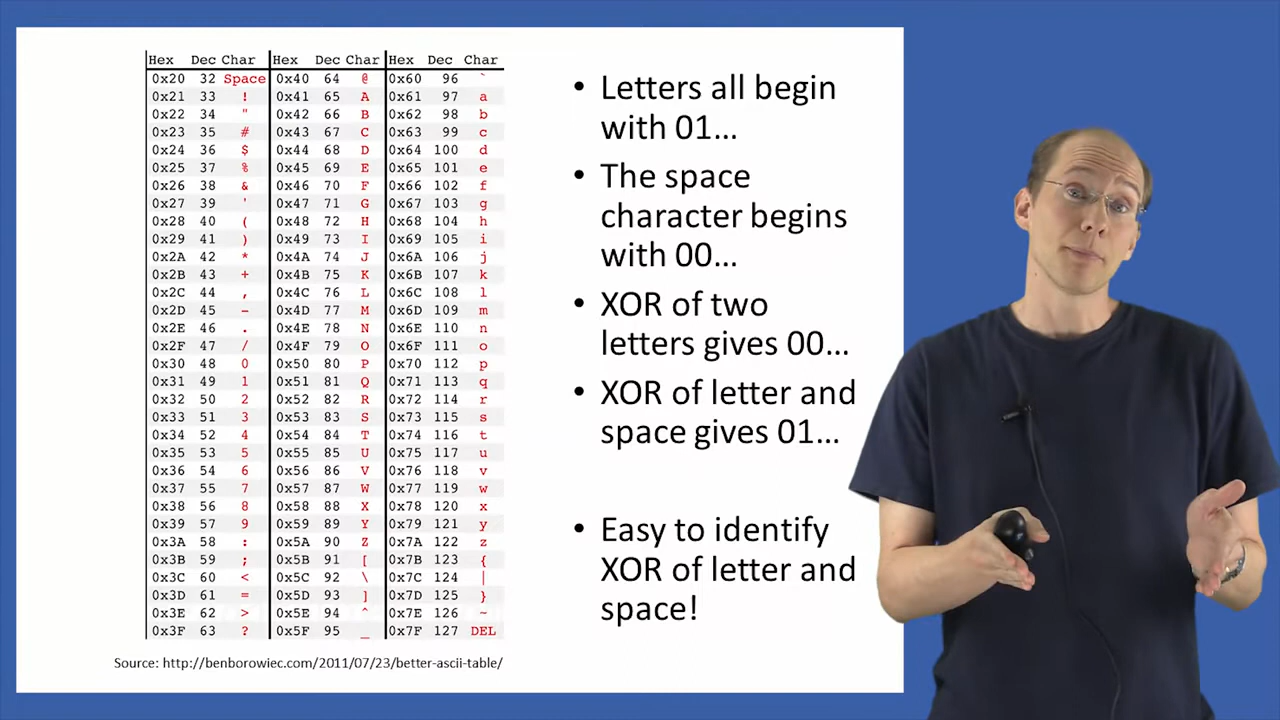 Hex Dec Char Hex Dec Char Hex Dec Char
0x20 32 Space 0x40 64 @ 0x60 96 `
0x21 33 ! 0x41 65 A 0x61 97 a
0x22 34 " 0x42 66 B 0x62 98 b
0x23 35 # 0x43 67 C 0x63 99 c
0x24 36 $ 0x44 68 D 0x64 100 d
0x25 37 % 0x45 69 E 0x65 101 e
0x26 38 & 0x46 70 F 0x66 102 f
0x27 39 ' 0x47 71 G 0x67 103 g
0x28 40 ( 0x48 72 H 0x68 104 h
0x29 41 ) 0x49 73 I 0x69 105 i
0x2A 42 * 0x4A 74 J 0x6A 106 j
0x2B 43 + 0x4B 75 K 0x6B 107 k
0x2C 44 , 0x4C 76 L 0x6C 108 l
0x2D 45 - 0x4D 77 M 0x6D 109 m
0x2E 46 . 0x4E 78 N 0x6E 110 n
0x2F 47 / 0x4F 79 O 0x6F 111 o
0x30 48 0 0x50 80 P 0x70 112 p
0x31 49 1 0x51 81 Q 0x71 113 q
0x32 50 2 0x52 82 R 0x72 114 r
0x33 51 3 0x53 83 S 0x73 115 s
0x34 52 4 0x54 84 T 0x74 116 t
0x35 53 5 0x55 85 U 0x75 117 u
0x36 54 6 0x56 86 V 0x76 118 v
0x37 55 7 0x57 87 W 0x77 119 w
0x38 56 8 0x58 88 X 0x78 120 x
0x39 57 9 0x59 89 Y 0x79 121 y
0x3A 58 : 0x5A 90 Z 0x7A 122 z
0x3B 59 ; 0x5B 91 [ 0x7B 123 {
0x3C 60 < 0x5C 92 \ 0x7C 124 |
0x3D 61 = 0x5D 93 ] 0x7D 125 }
0x3E 62 > 0x5E 94 ^ 0x7E 126 ~
0x3F 63 ? 0x5F 95 _ 0x7F 127 DEL
Source: http://benborowiec.com/2011/07/23/better-ascii-table/
• Letters all begin
with 01...
• The space
character begins
with 00...
• XOR of two
letters gives 00...
• XOR of letter and
space gives 01...
• Easy to identify
XOR of letter and
space!